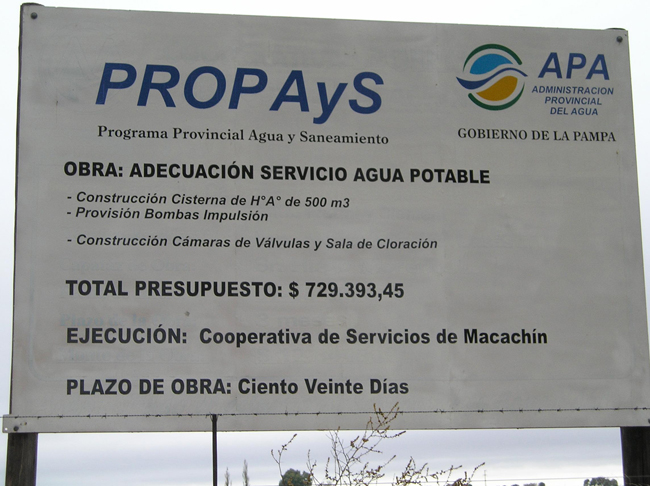 PROPAyS
Programa Provincial Agua y Saneamiento
APA
ADMINISTRACION
PROVINCIAL
DEL AGUA
GOBIERNO DE LA PAMPA
OBRA: ADECUACIÓN SERVICIO AGUA POTABLE
- Construcción Cisterna de H°A° de 500 m3
- Provisión Bombas Impulsión
- Construcción Cámaras de Válvulas y Sala de Cloración
TOTAL PRESUPUESTO: $ 729.393,45
EJECUCIÓN: Cooperativa de Servicios de Macachín
PLAZO DE OBRA: Ciento Veinte Días